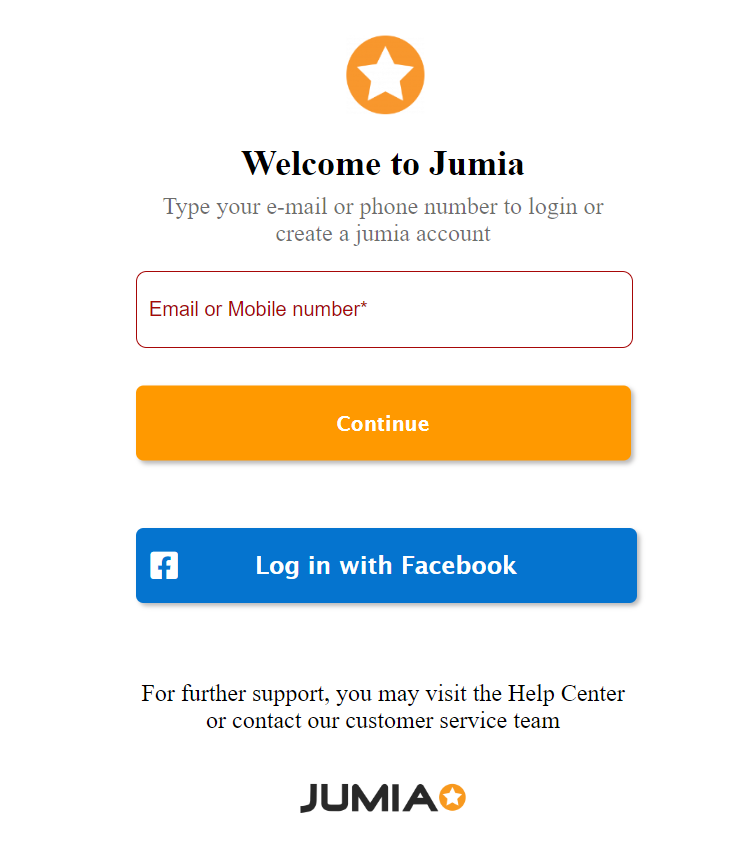 Welcome to Jumia
Type your e-mail or phone number to login or
create a jumia account
Email or Mobile number*
Continue
Log in with Facebook
For further support, you may visit the Help Center
or contact our customer service team
JUMIA